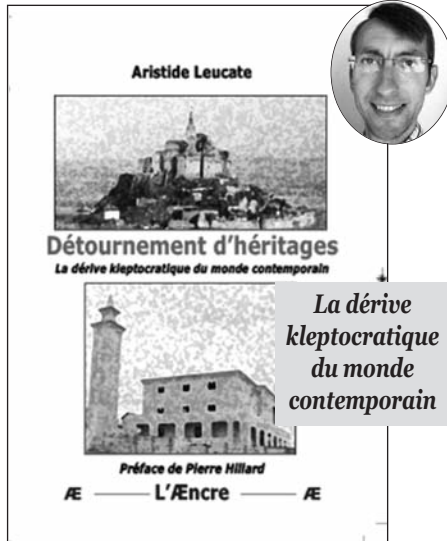 Aristide Leucate
Détournement d'héritages
La dérive kleptocratique du monde contemporain
La dérive
kleptocratique
du monde
contemporain
Préface de Pierre Hillard
Æ L'Æncre Æ